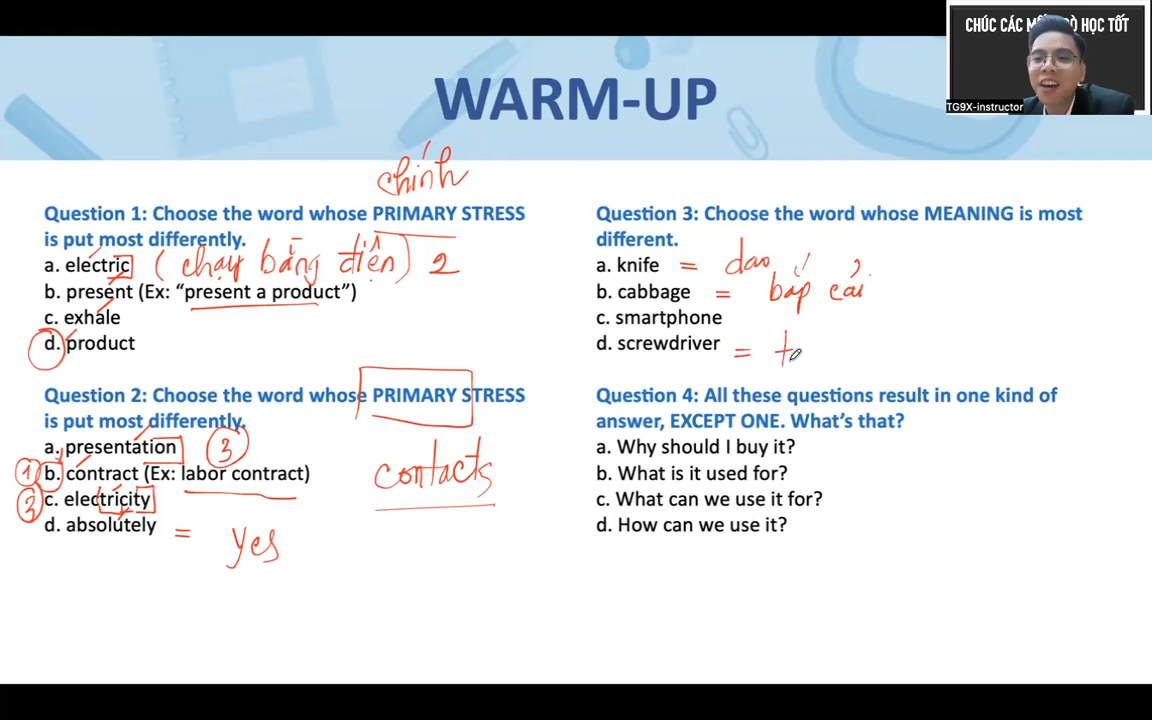 CHÚC CÁC HỌC TỐT
TG9X-instructor
WARM-UP
chính
Question 1: Choose the word whose PRIMARY STRESS
is put most differently.
a. electric (chạy bằng điện) 2
b. present (Ex: “present a product”)
c. exhale
d. product
Question 2: Choose the word whose PRIMARY STRESS
is put most differently.
a. presentation 3
1 b. contract (Ex: labor contract) contacts
3 c. electricity
d. absolutely = yes
Question 3: Choose the word whose MEANING is most
different.
a. knife = dao
b. cabbage = bắp cải
c. smartphone
d. screwdriver =
Question 4: All these questions result in one kind of
answer, EXCEPT ONE. What’s that?
a. Why should I buy it?
b. What is it used for?
c. What can we use it for?
d. How can we use it?